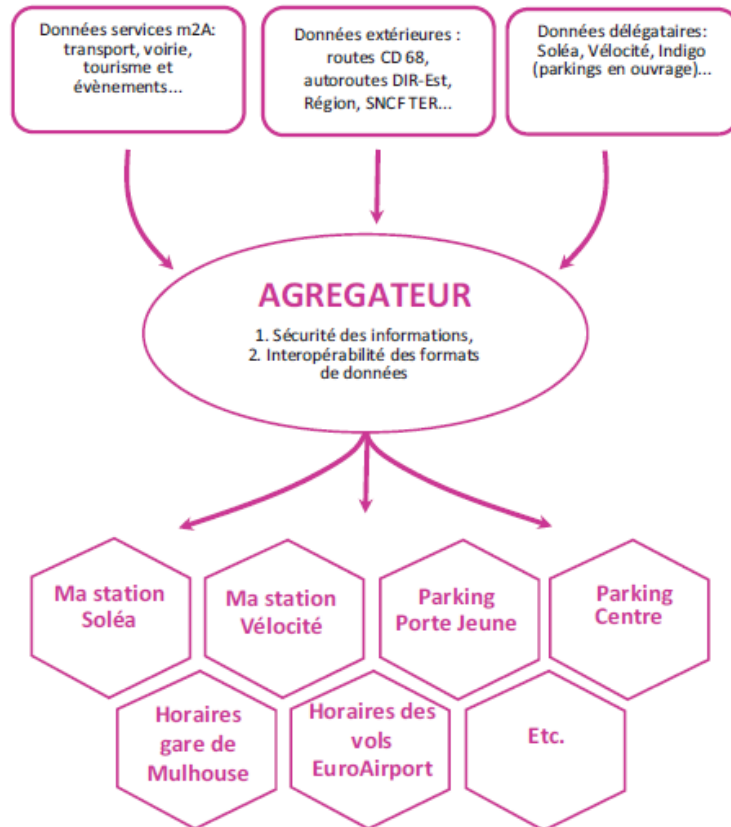 Données services m2A:
transport, voirie,
tourisme et
évènements...
Données extérieures :
routes CD 68,
autoroutes DIR-Est,
Région, SNCF TER...
Données délégataires:
Soléa, Vélocité, Indigo
(parkings en ouvrage)...
AGREGATEUR
1. Sécurité des informations,
2. Interopérabilité des formats
de données
Ma station
Soléa
Ma station
Vélocité
Parking
Porte Jeune
Parking
Centre
Horaires
gare de
Mulhouse
Horaires des
vols
EuroAirport
Etc.